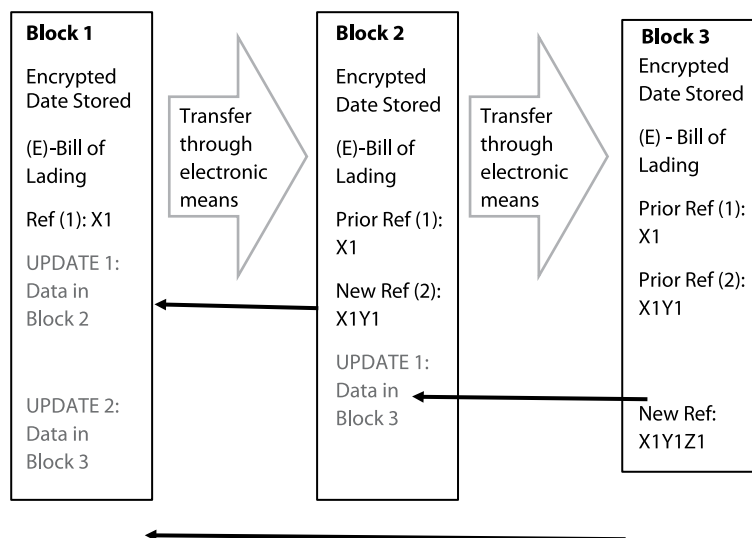 Block 1
Encrypted
Date Stored
(E)-Bill of
Lading
Ref (1): X1
UPDATE 1:
Data in
Block 2
UPDATE 2:
Data in
Block 3
Transfer
through
electronic
means
Block 2
Encrypted
Date Stored
(E)-Bill of
Lading
Prior Ref (1):
X1
New Ref (2):
X1Y1
UPDATE 1:
Data in
Block 3
Transfer
through
electronic
means
Block 3
Encrypted
Date Stored
(E) - Bill of
Lading
Prior Ref (1):
X1
Prior Ref (2):
X1Y1
New Ref:
X1Y1Z1